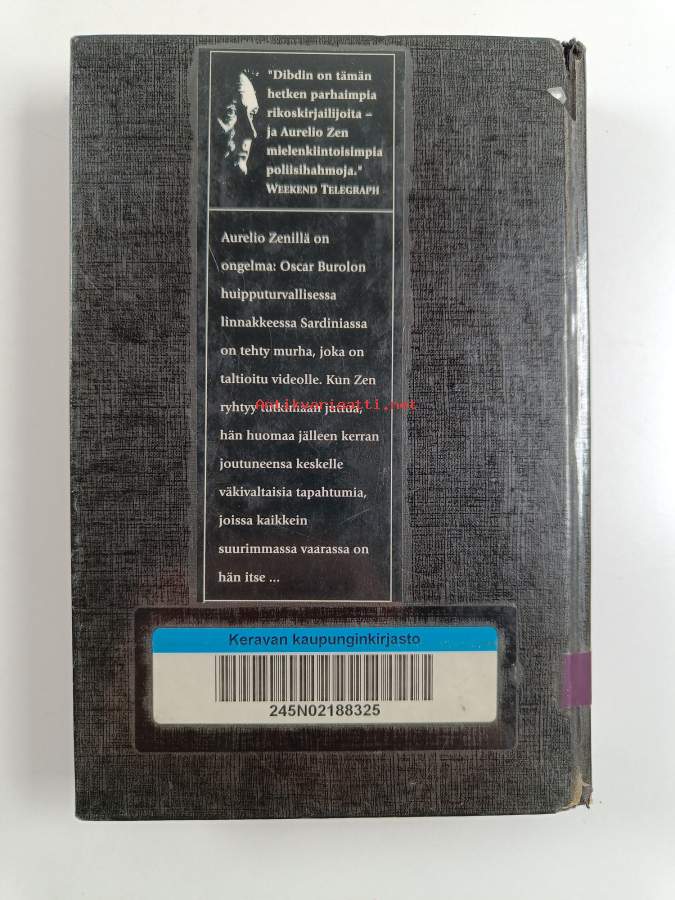 "Dibdin on tämän
hetken parhaimpia
rikoskirjailijoita –
ja Aurelio Zen
mielenkiintoisimpia
poliisihahmoja."
WEEKEND TELEGRAPH
Aurelio Zenillä on
ongelma: Oscar Burolon
huipputurvallisessa
linnakkeessa Sardiniassa
on tehty murha, joka on
taltioitu videolle. Kun Zen
ryhtyy tutkimaan juttua,
Antikvariaatti.net
hän huomaa jälleen kerran
joutuneensa keskelle
väkivaltaisia tapahtumia,
joissa kaikkein
suurimmassa vaarassa on
hän itse ...
Keravan kaupunginkirjasto
245N02188325